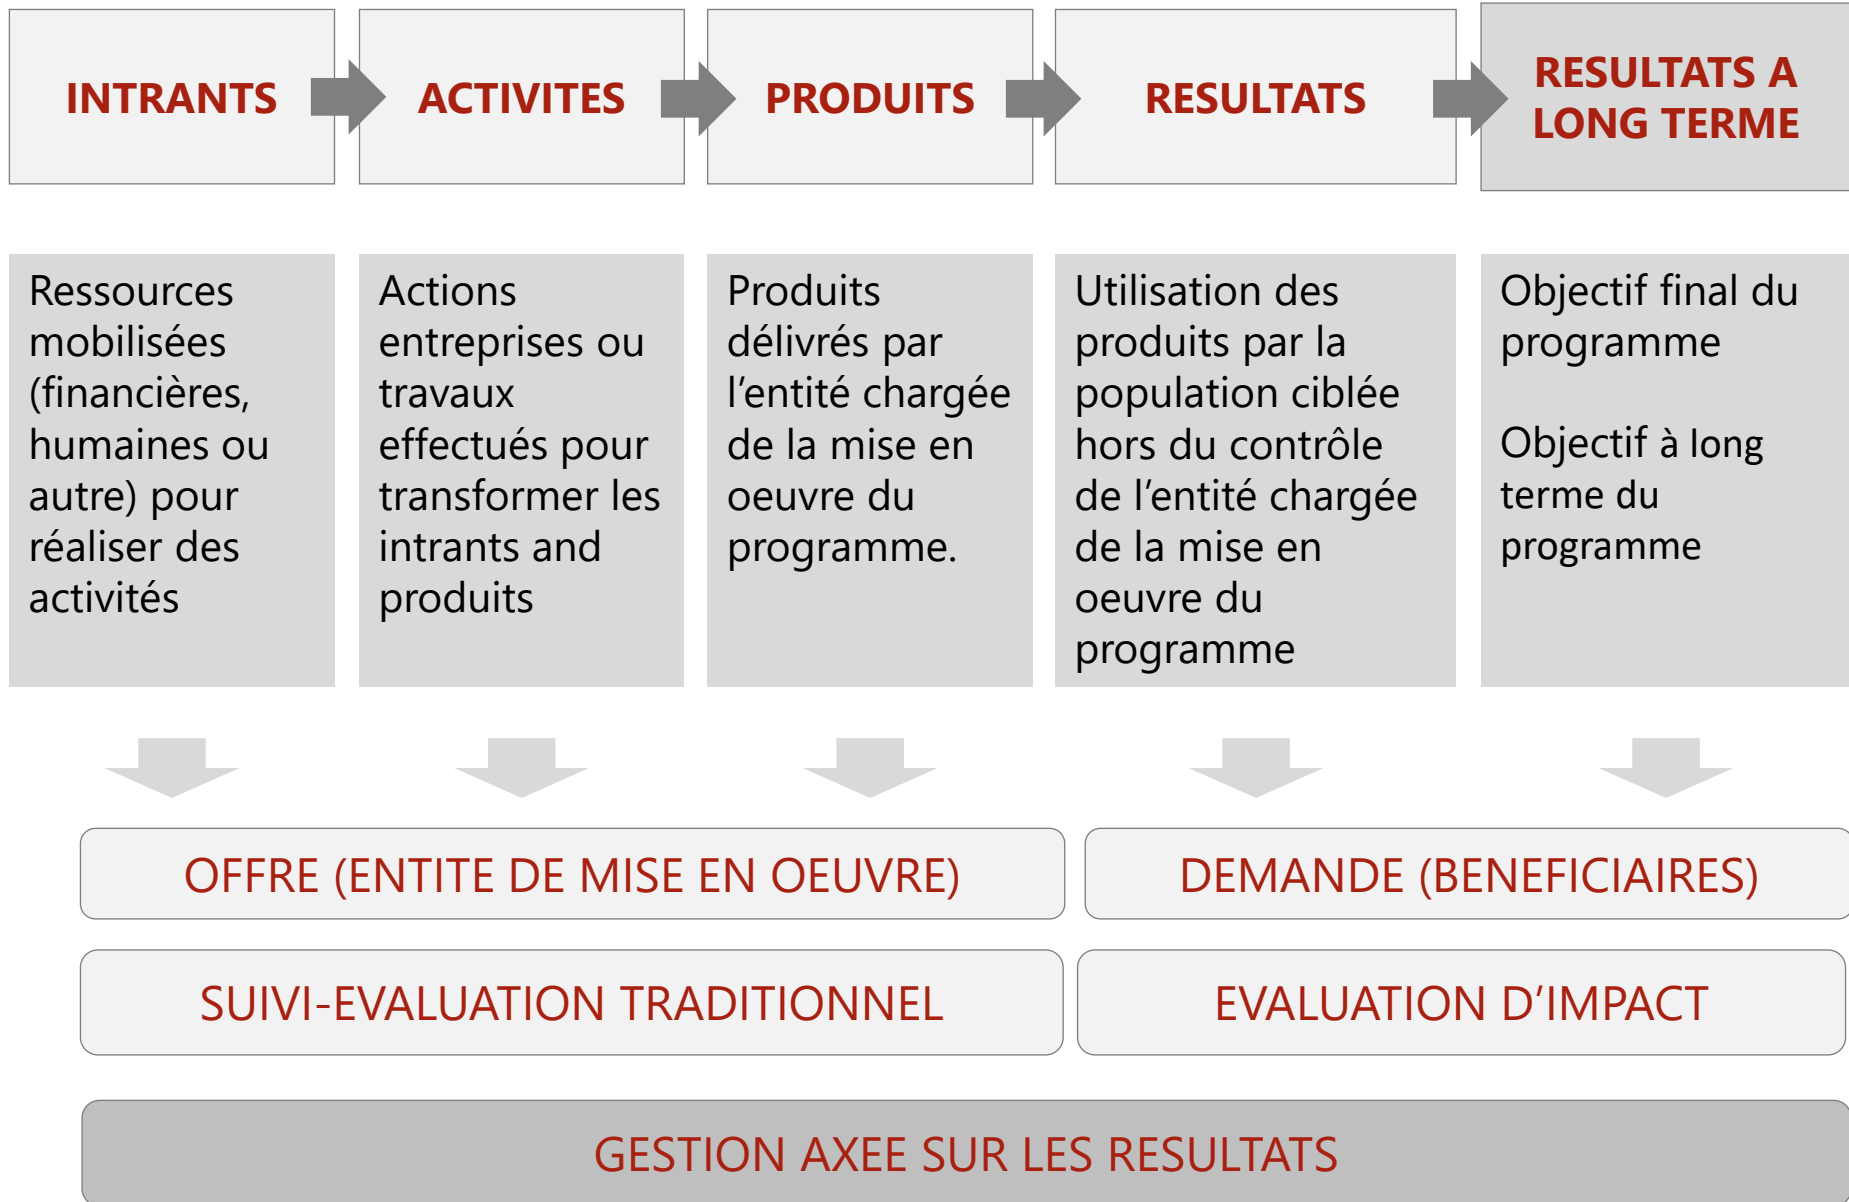 INTRANTS
ACTIVITES
PRODUITS
RESULTATS
RESULTATS A
LONG TERME
Ressources
mobilisées
(financières,
humaines ou
autre) pour
réaliser des
activités
Actions
entreprises ou
travaux
effectués pour
transformer les
intrants and
produits
Produits
délivrés par
l’entité chargée
de la mise en
oeuvre du
programme.
Utilisation des
produits par la
population ciblée
hors du contrôle
de l’entité chargée
de la mise en
oeuvre du
programme
Objectif final du
programme
Objectif à long
terme du
programme
OFFRE (ENTITE DE MISE EN OEUVRE)
DEMANDE (BENEFICIAIRES)
SUIVI-EVALUATION TRADITIONNEL
EVALUATION D’IMPACT
GESTION AXEE SUR LES RESULTATS